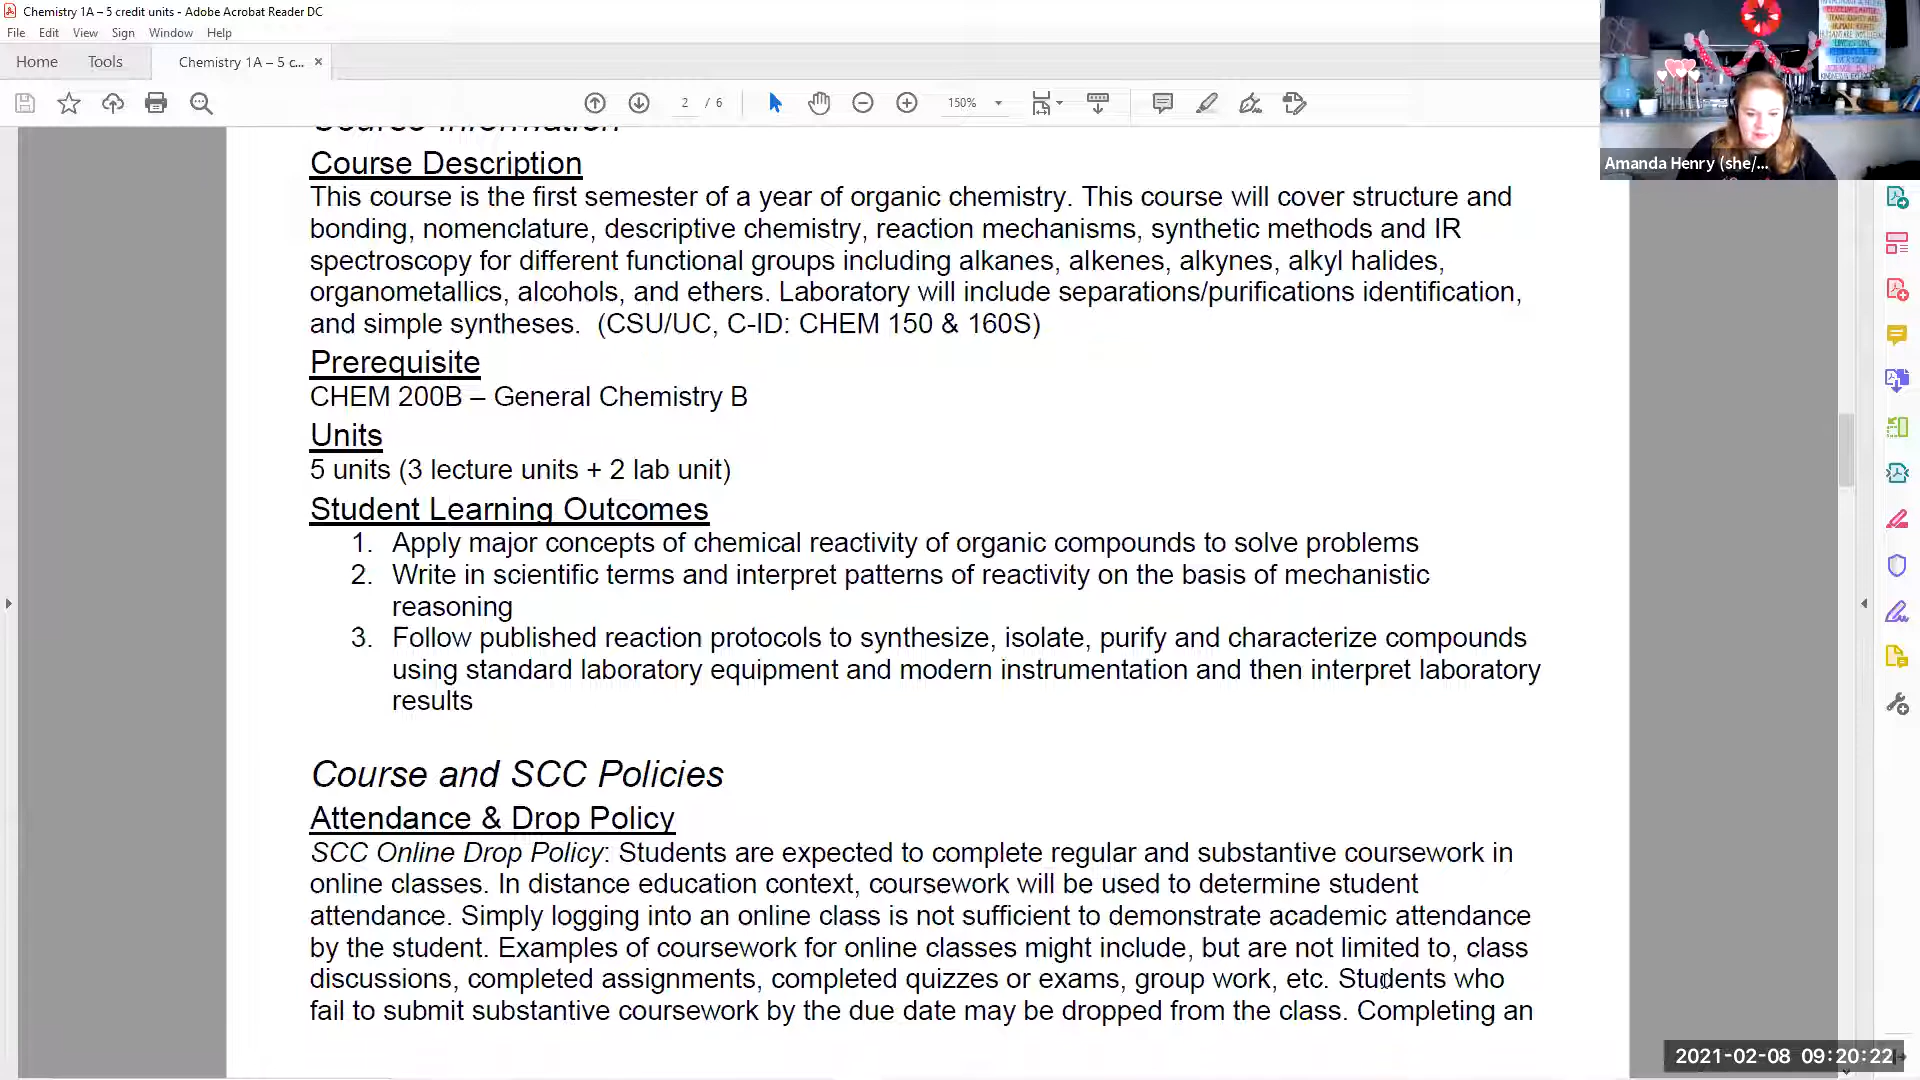 Chemistry 1A – 5 credit units - Adobe Acrobat Reader DC
File Edit View Sign Window Help
Home Tools Chemistry 1A – 5 c... ×
2 / 6 150%
Course Information
Course Description
This course is the first semester of a year of organic chemistry. This course will cover structure and
bonding, nomenclature, descriptive chemistry, reaction mechanisms, synthetic methods and IR
spectroscopy for different functional groups including alkanes, alkenes, alkynes, alkyl halides,
organometallics, alcohols, and ethers. Laboratory will include separations/purifications identification,
and simple syntheses. (CSU/UC, C-ID: CHEM 150 & 160S)
Prerequisite
CHEM 200B – General Chemistry B
Units
5 units (3 lecture units + 2 lab unit)
Student Learning Outcomes
1. Apply major concepts of chemical reactivity of organic compounds to solve problems
2. Write in scientific terms and interpret patterns of reactivity on the basis of mechanistic
reasoning
3. Follow published reaction protocols to synthesize, isolate, purify and characterize compounds
using standard laboratory equipment and modern instrumentation and then interpret laboratory
results
Course and SCC Policies
Attendance & Drop Policy
SCC Online Drop Policy: Students are expected to complete regular and substantive coursework in
online classes. In distance education context, coursework will be used to determine student
attendance. Simply logging into an online class is not sufficient to demonstrate academic attendance
by the student. Examples of coursework for online classes might include, but are not limited to, class
discussions, completed assignments, completed quizzes or exams, group work, etc. Students who
fail to submit substantive coursework by the due date may be dropped from the class. Completing an
Amanda Henry (she/...
2021-02-08 09:20:22